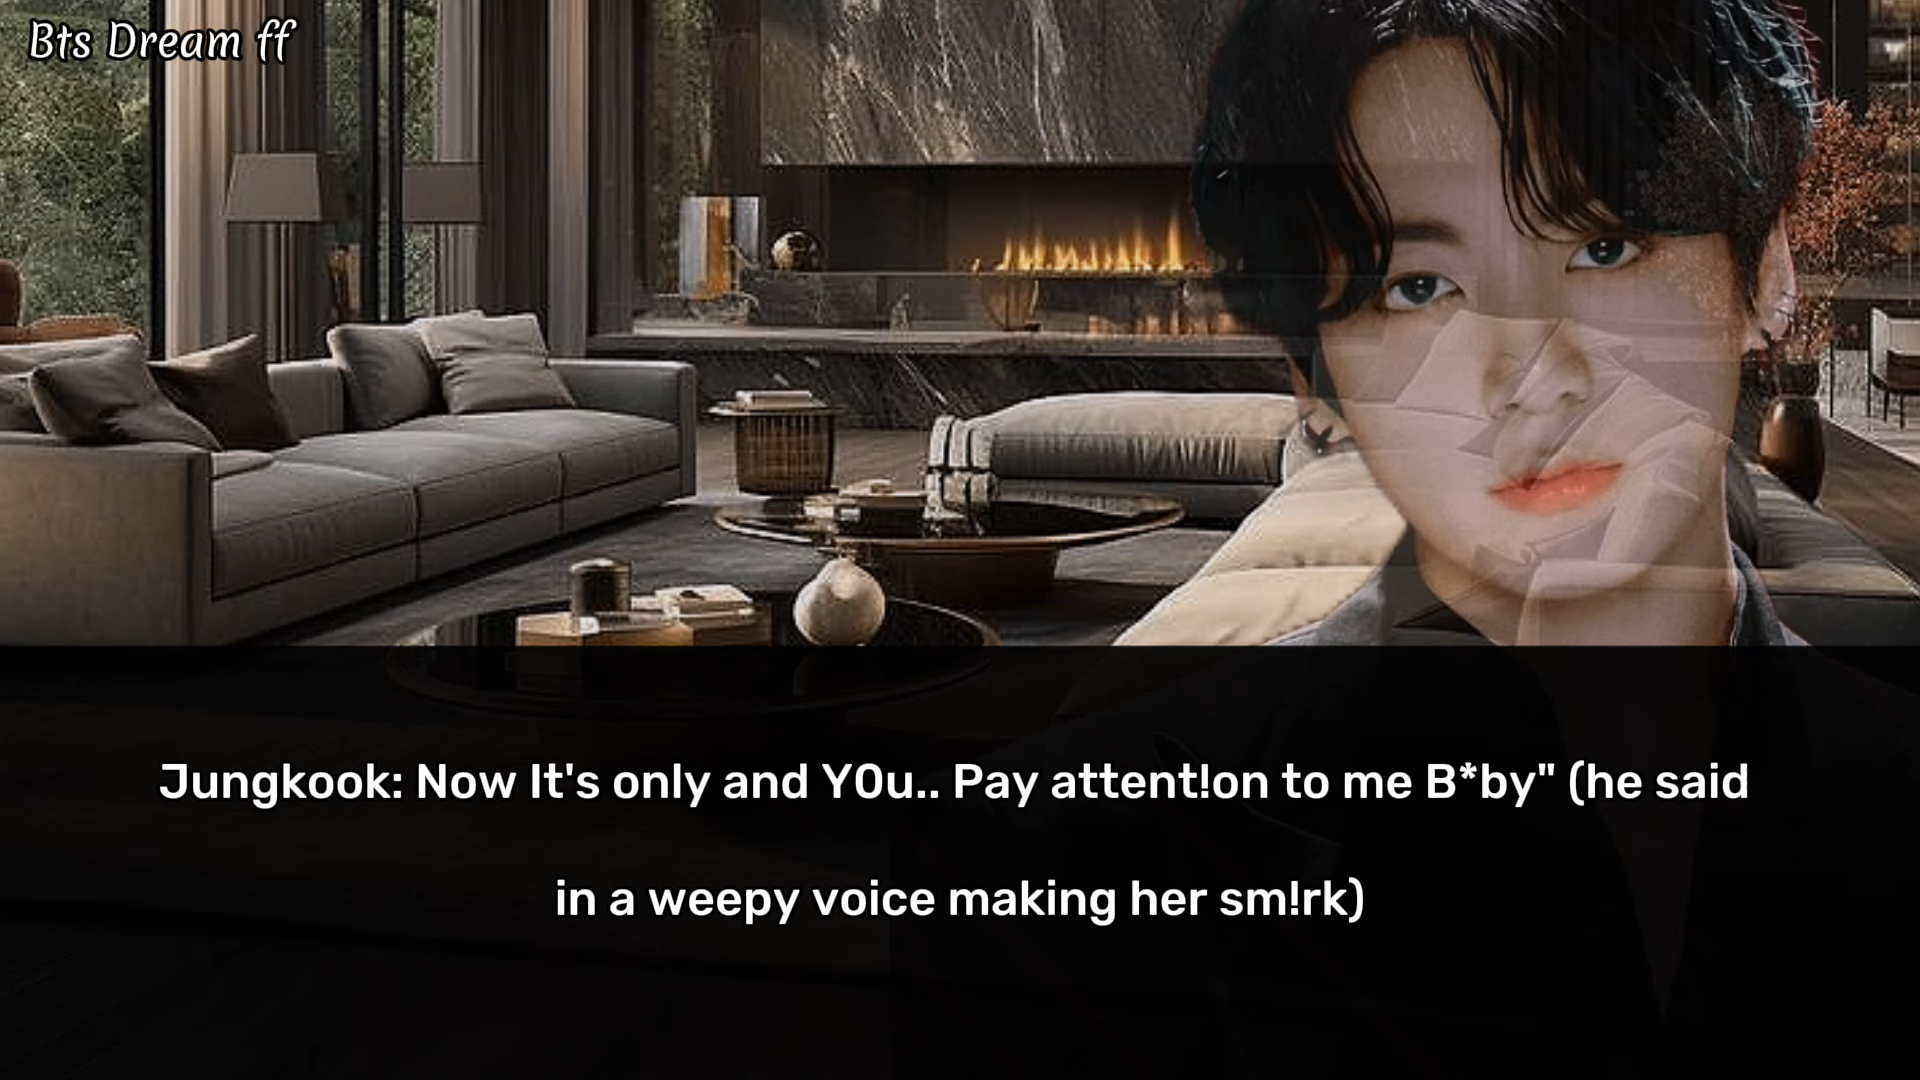 Bts Dream ff
Jungkook: Now It's only and Y0u.. Pay attent!on to me B*by" (he said
in a weepy voice making her sm!rk)